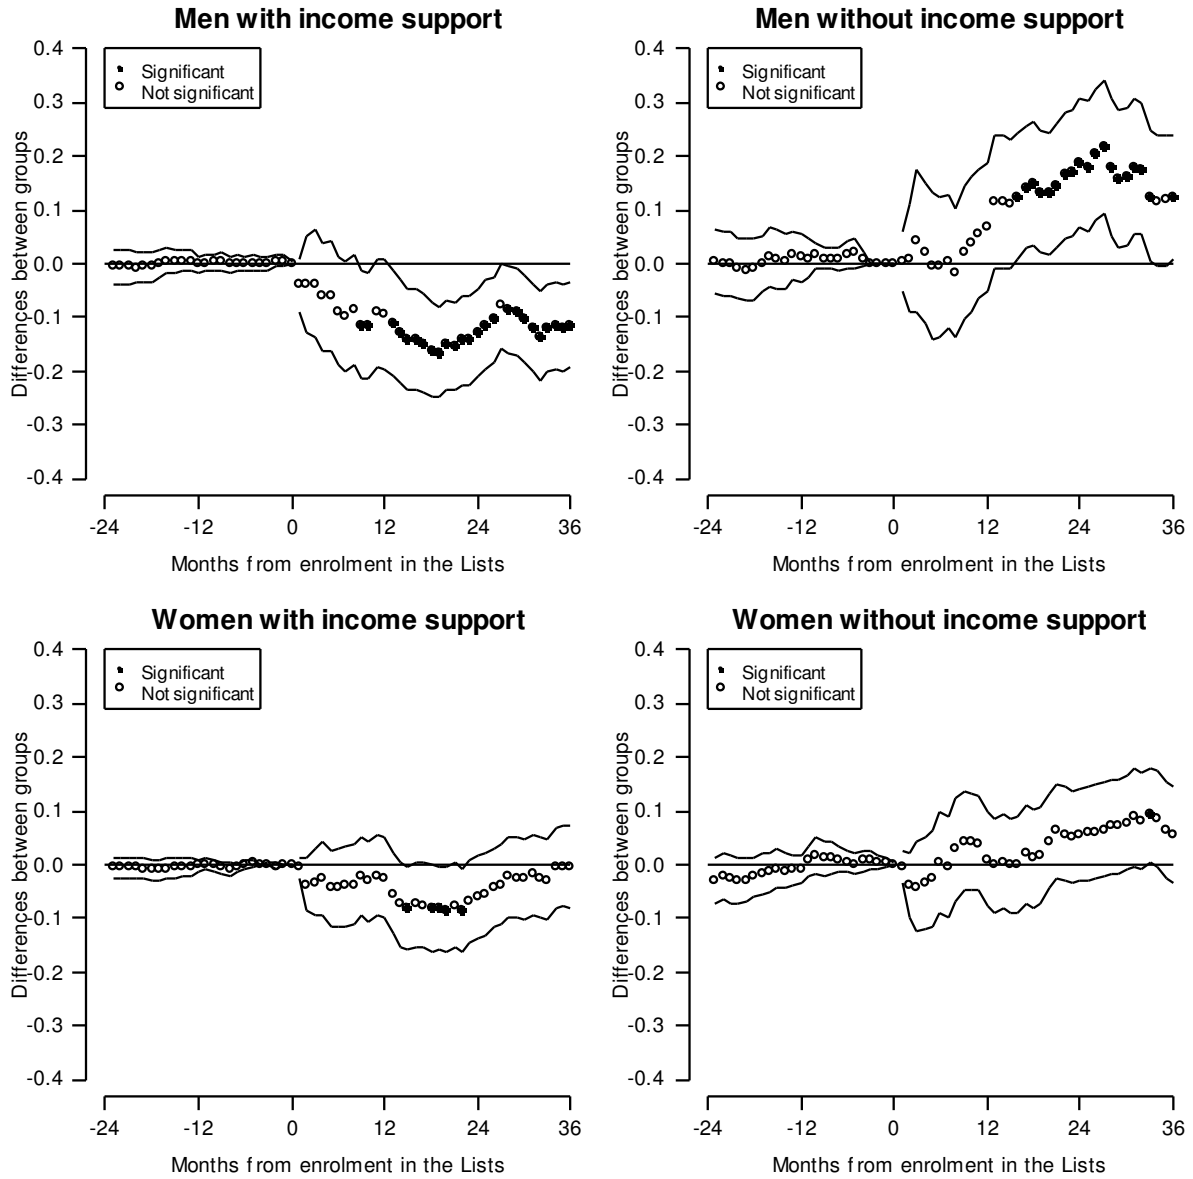 Men with income support
0.4
0.3
0.2
0.1
0.0
-0.1
-0.2
-0.3
-0.4
Differences between groups
Significant
Not significant
-24 -12 0 12 24 36
Months from enrolment in the Lists
Men without income support
0.4
0.3
0.2
0.1
0.0
-0.1
-0.2
-0.3
-0.4
Differences between groups
Significant
Not significant
-24 -12 0 12 24 36
Months from enrolment in the Lists
Women with income support
0.4
0.3
0.2
0.1
0.0
-0.1
-0.2
-0.3
-0.4
Differences between groups
Significant
Not significant
-24 -12 0 12 24 36
Months from enrolment in the Lists
Women without income support
0.4
0.3
0.2
0.1
0.0
-0.1
-0.2
-0.3
-0.4
Differences between groups
Significant
Not significant
-24 -12 0 12 24 36
Months from enrolment in the Lists